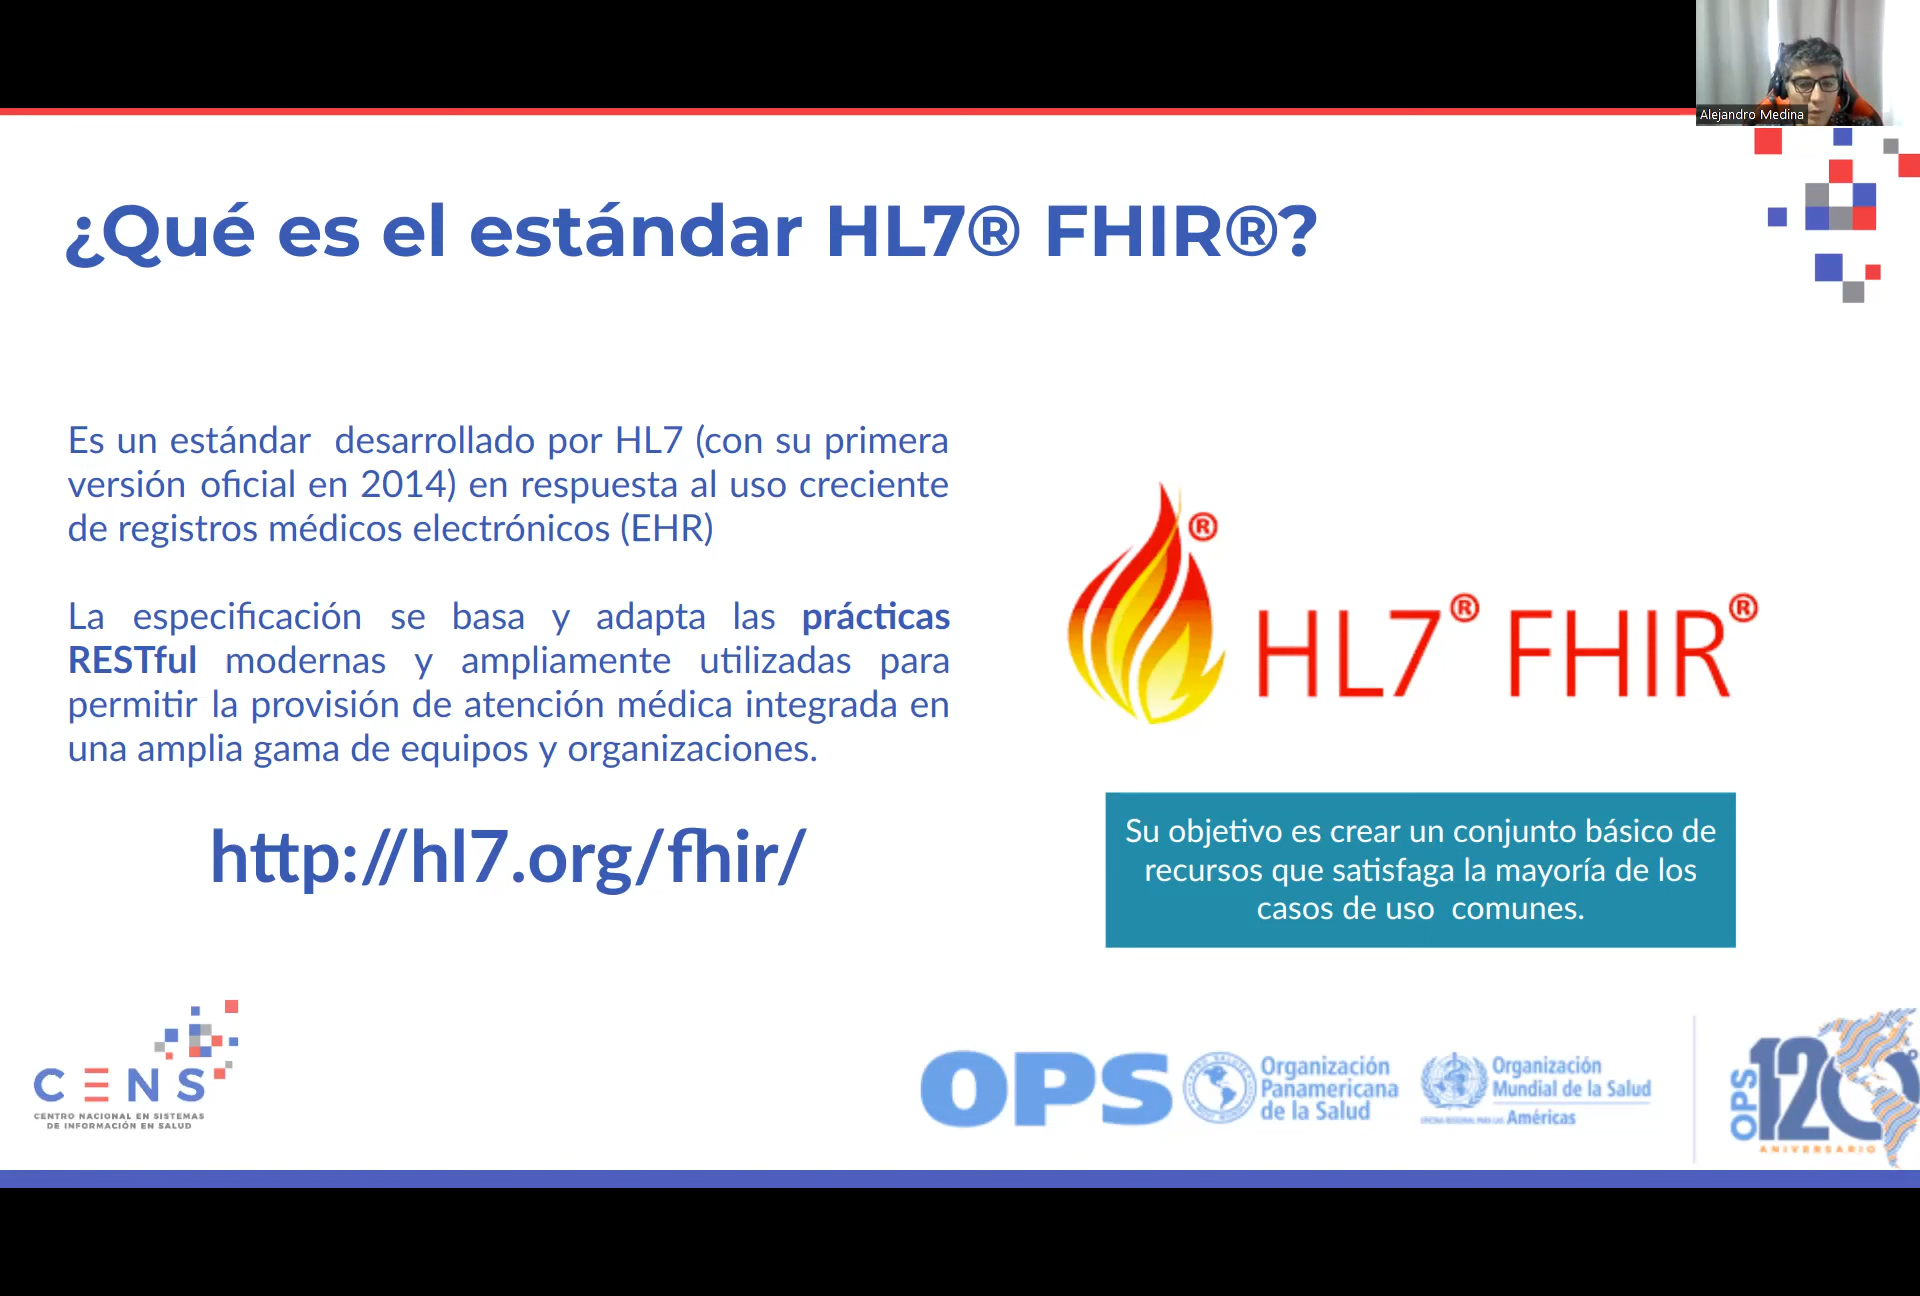 Alejandro Medina
¿Qué es el estándar HL7® FHIR®?
Es un estándar desarrollado por HL7 (con su primera
versión oficial en 2014) en respuesta al uso creciente
de registros médicos electrónicos (EHR)
La especificación se basa y adapta las prácticas
RESTful modernas y ampliamente utilizadas para
permitir la provisión de atención médica integrada en
una amplia gama de equipos y organizaciones.
http://hl7.org/fhir/
®
HL7® FHIR®
Su objetivo es crear un conjunto básico de
recursos que satisfaga la mayoría de los
casos de uso comunes.
CENS
CENTRO NACIONAL EN SISTEMAS
DE INFORMACIÓN EN SALUD
OPS
Organización
Panamericana
de la Salud
Organización
Mundial de la Salud
OFICINA REGIONAL PARA LAS Américas
OPS
120
ANIVERSARIO